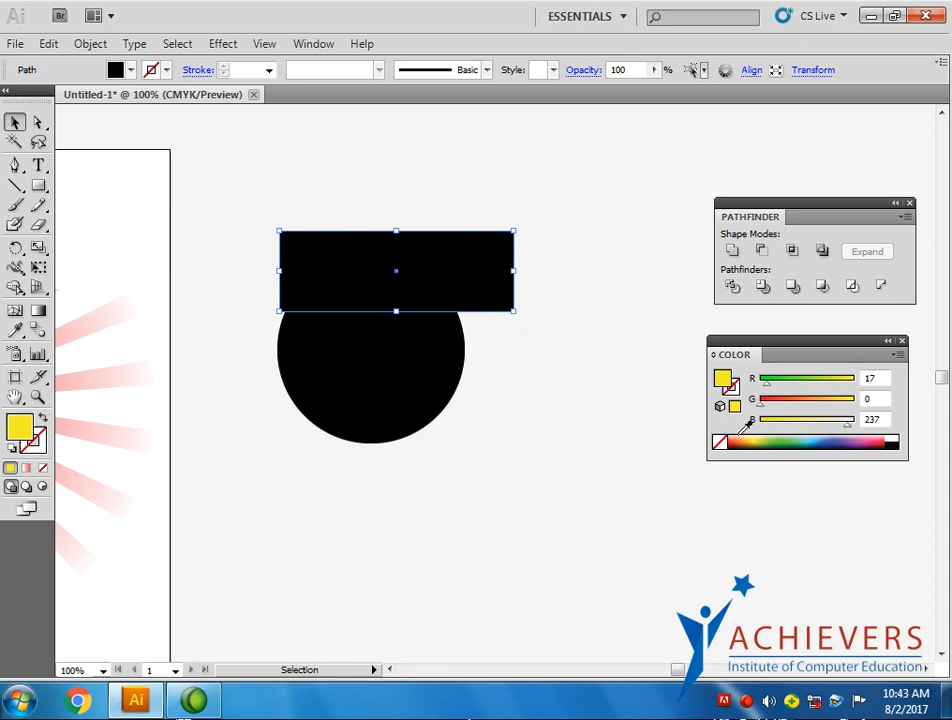 Ai Br ESSENTIALS CS Live
File Edit Object Type Select Effect View Window Help
Path Stroke: Basic Style: Opacity: 100 % Align Transform
Untitled-1* @ 100% (CMYK/Preview)
PATHFINDER
Shape Modes:
Expand
Pathfinders:
COLOR
R 17
G 0
B 237
T
ACHIEVERS
Institute of Computer Education
100% 1 Selection
Ai 10:43 AM
8/2/2017